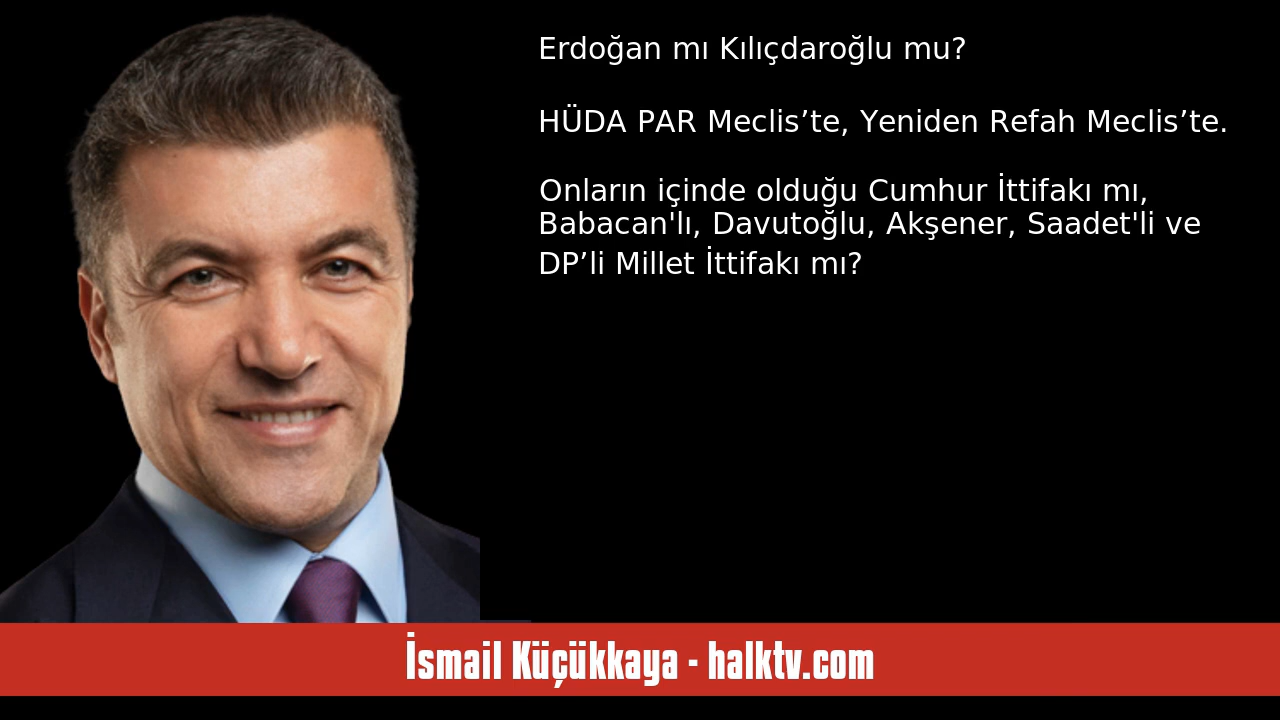 Erdoğan mı Kılıçdaroğlu mu?
HÜDA PAR Meclis’te, Yeniden Refah Meclis’te.
Onların içinde olduğu Cumhur İttifakı mı,
Babacan'lı, Davutoğlu, Akşener, Saadet'li ve
DP’li Millet İttifakı mı?
İsmail Küçükkaya - halktv.com